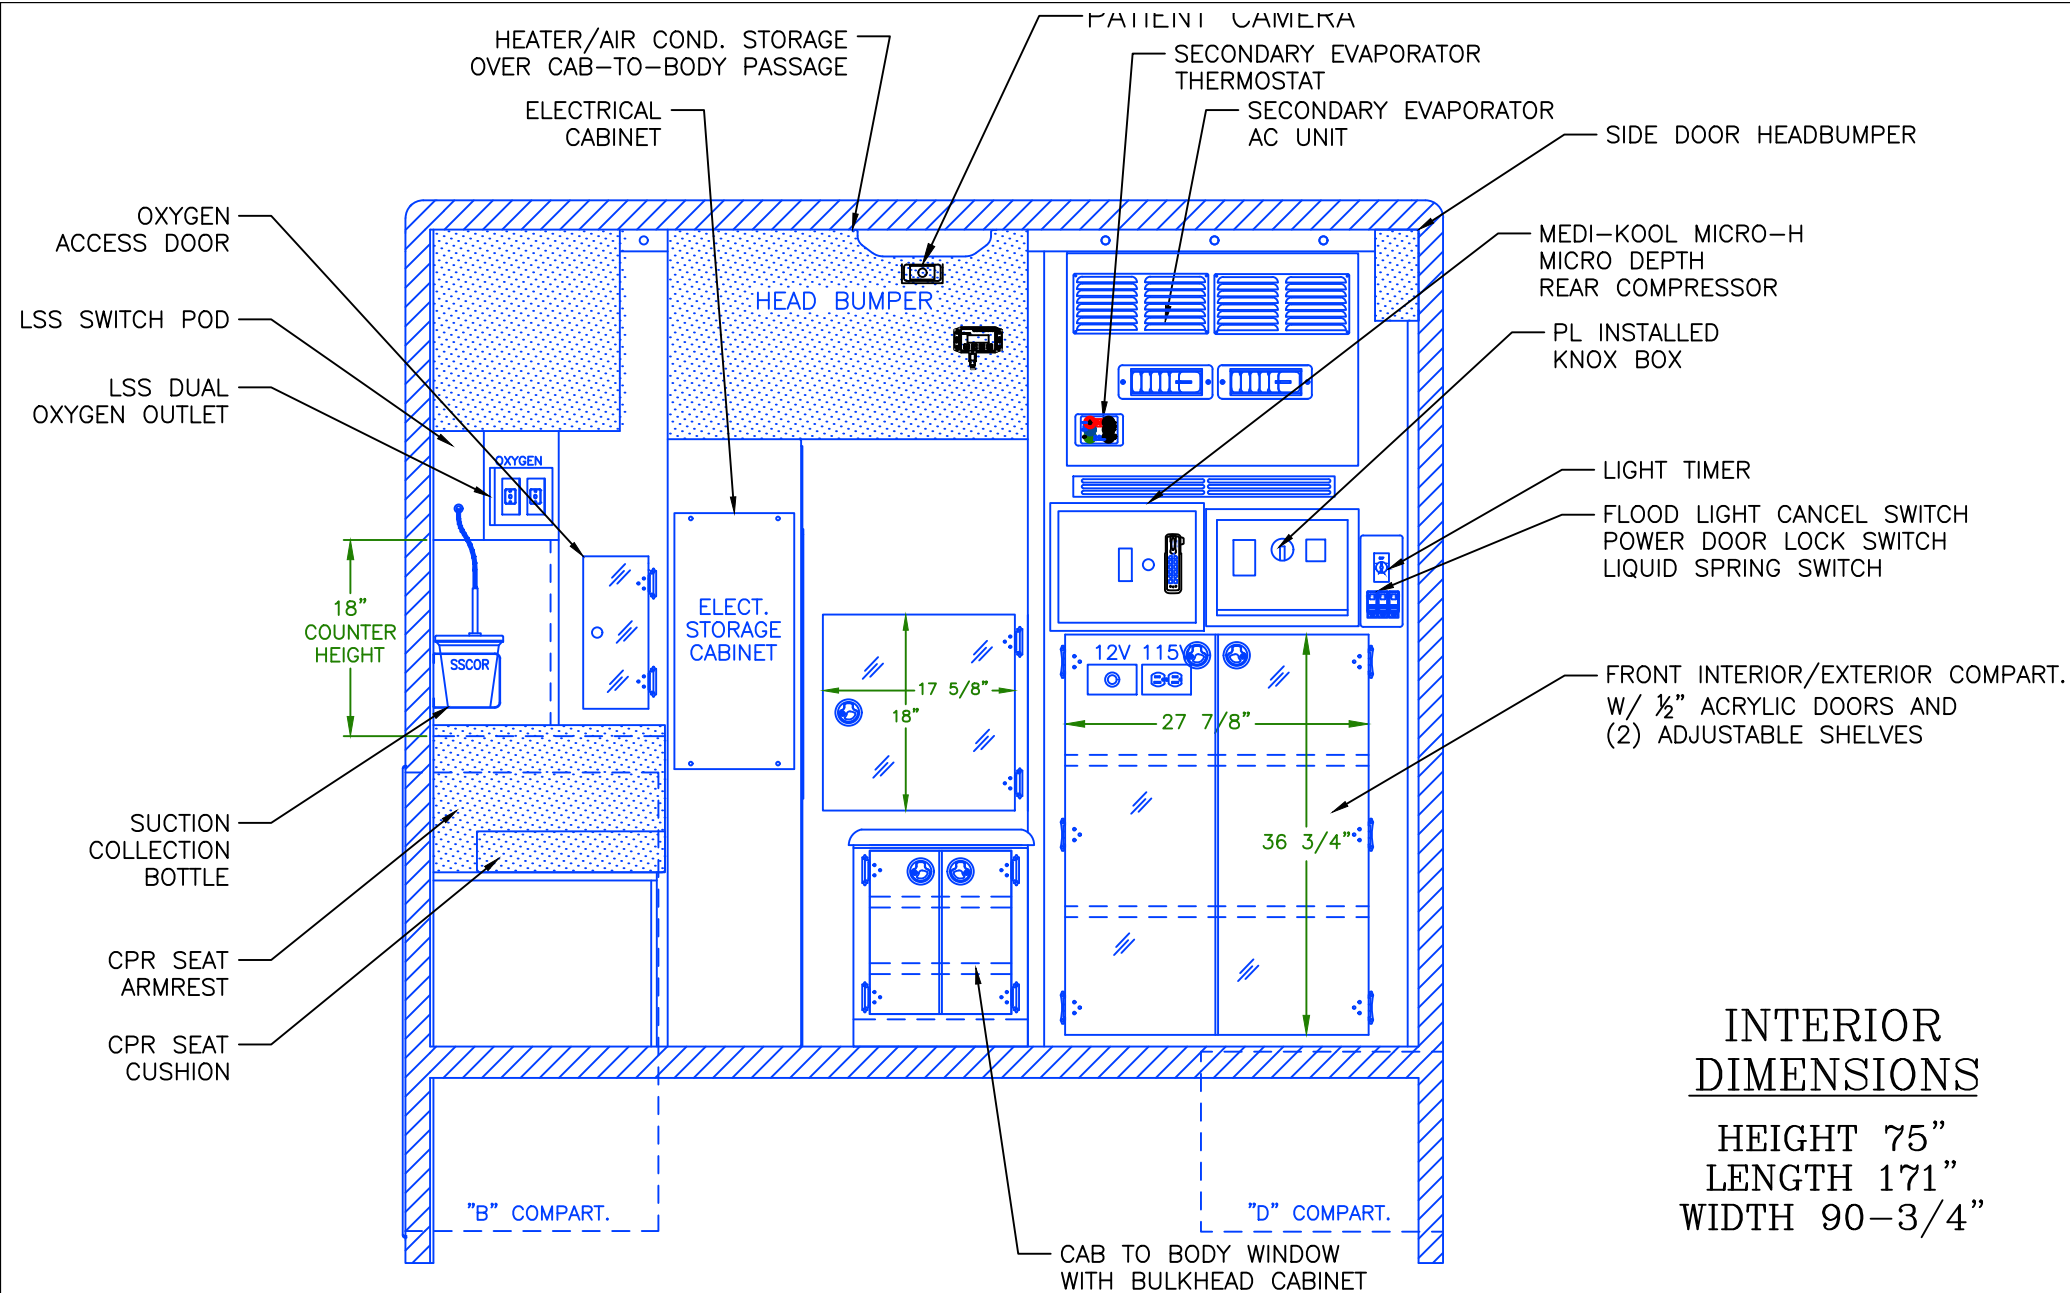 PATIENT CAMERA
HEATER/AIR COND. STORAGE
OVER CAB-TO-BODY PASSAGE
SECONDARY EVAPORATOR
THERMOSTAT
ELECTRICAL
CABINET
SECONDARY EVAPORATOR
AC UNIT
SIDE DOOR HEADBUMPER
OXYGEN
ACCESS DOOR
MEDI-KOOL MICRO-H
MICRO DEPTH
REAR COMPRESSOR
HEAD BUMPER
LSS SWITCH POD
PL INSTALLED
KNOX BOX
LSS DUAL
OXYGEN OUTLET
OXYGEN
LIGHT TIMER
FLOOD LIGHT CANCEL SWITCH
POWER DOOR LOCK SWITCH
LIQUID SPRING SWITCH
18"
COUNTER
HEIGHT
ELECT.
STORAGE
CABINET
SSCOR
12V 115V
17 5/8"
18"
27 7/8"
FRONT INTERIOR/EXTERIOR COMPART.
W/ ½" ACRYLIC DOORS AND
(2) ADJUSTABLE SHELVES
36 3/4"
SUCTION
COLLECTION
BOTTLE
CPR SEAT
ARMREST
CPR SEAT
CUSHION
INTERIOR
DIMENSIONS
HEIGHT 75"
LENGTH 171"
WIDTH 90-3/4"
"B" COMPART.
"D" COMPART.
CAB TO BODY WINDOW
WITH BULKHEAD CABINET